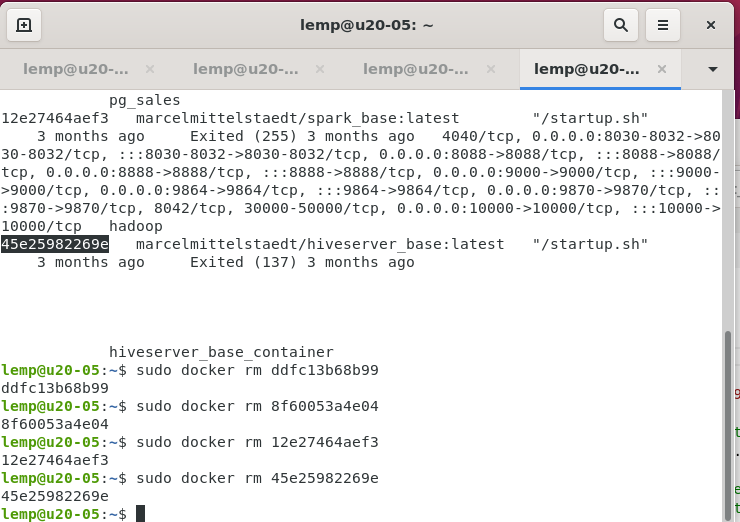 lemp@u20-05: ~
lemp@u20-... × lemp@u20-... × lemp@u20-... × lemp@u20-... ×
pg_sales
12e27464aef3   marcelmittelstaedt/spark_base:latest        "/startup.sh"
    3 months ago     Exited (255) 3 months ago   4040/tcp, 0.0.0.0:8030-8032->80
30-8032/tcp, :::8030-8032->8030-8032/tcp, 0.0.0.0:8088->8088/tcp, :::8088->8088/
tcp, 0.0.0.0:8888->8888/tcp, :::8888->8888/tcp, 0.0.0.0:9000->9000/tcp, :::9000-
>9000/tcp, 0.0.0.0:9864->9864/tcp, :::9864->9864/tcp, 0.0.0.0:9870->9870/tcp, ::
:9870->9870/tcp, 8042/tcp, 30000-50000/tcp, 0.0.0.0:10000->10000/tcp, :::10000->
10000/tcp   hadoop
45e25982269e   marcelmittelstaedt/hiveserver_base:latest   "/startup.sh"
    3 months ago     Exited (137) 3 months ago
hiveserver_base_container
lemp@u20-05:~$ sudo docker rm ddfc13b68b99
ddfc13b68b99
lemp@u20-05:~$ sudo docker rm 8f60053a4e04
8f60053a4e04
lemp@u20-05:~$ sudo docker rm 12e27464aef3
12e27464aef3
lemp@u20-05:~$ sudo docker rm 45e25982269e
45e25982269e
lemp@u20-05:~$